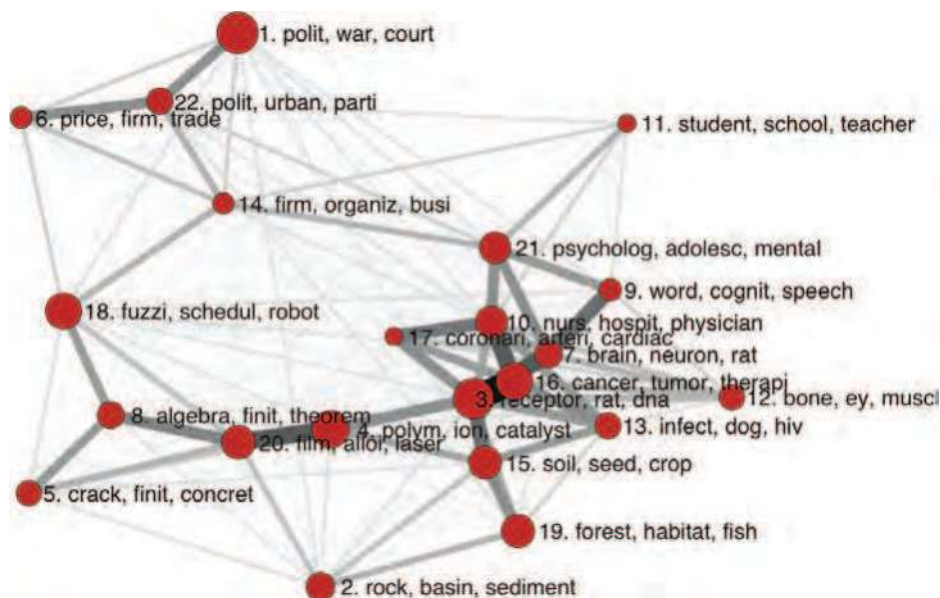 1. polit, war, court
22. polit, urban, parti
6. price, firm, trade
11. student, school, teacher
14. firm, organiz, busi
21. psycholog, adolesc, mental
9. word, cognit, speech
18. fuzzi, schedul, robot
10. nurs, hospit, physician
17. coronari, arteri, cardiac
7. brain, neuron, rat
16. cancer, tumor, therapi
3. receptor, rat, dna
12. bone, ey, muscl
8. algebra, finit, theorem
4. polym, ion, catalyst
13. infect, dog, hiv
20. film, alloi, laser
15. soil, seed, crop
5. crack, finit, concret
19. forest, habitat, fish
2. rock, basin, sediment